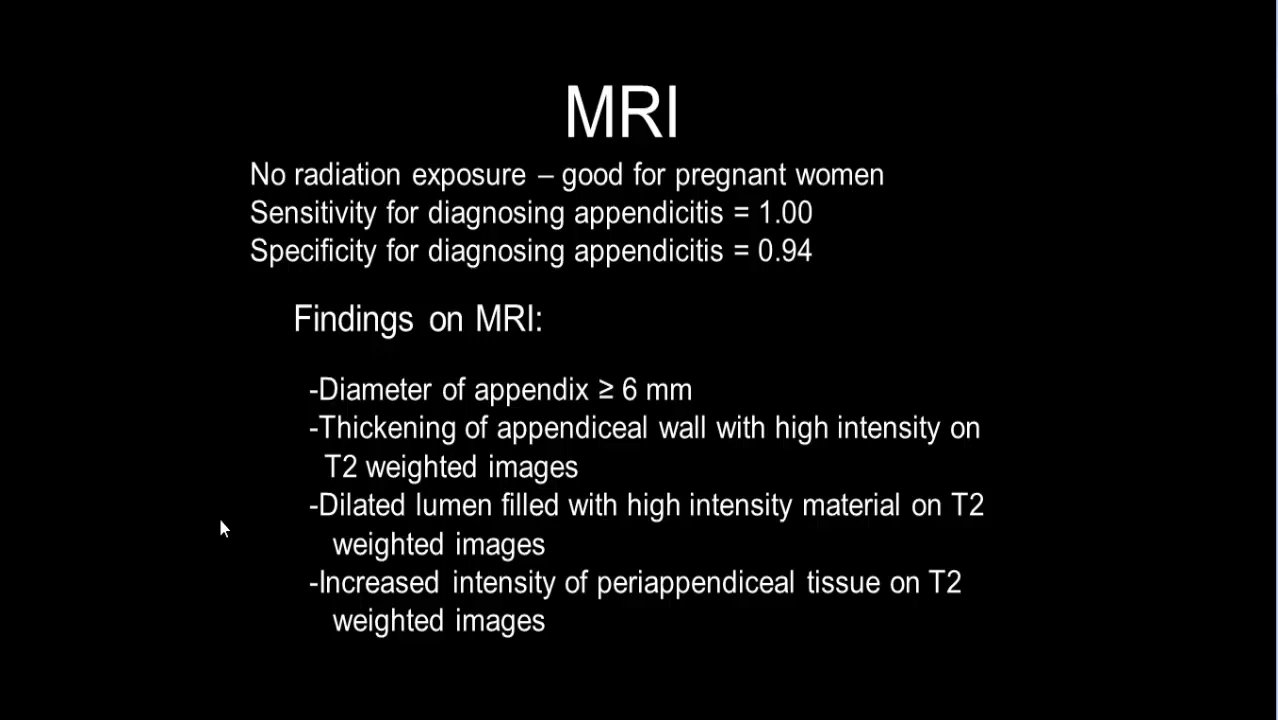 MRI
No radiation exposure – good for pregnant women
Sensitivity for diagnosing appendicitis = 1.00
Specificity for diagnosing appendicitis = 0.94
Findings on MRI:
-Diameter of appendix ≥ 6 mm
-Thickening of appendiceal wall with high intensity on
T2 weighted images
-Dilated lumen filled with high intensity material on T2
weighted images
-Increased intensity of periappendiceal tissue on T2
weighted images